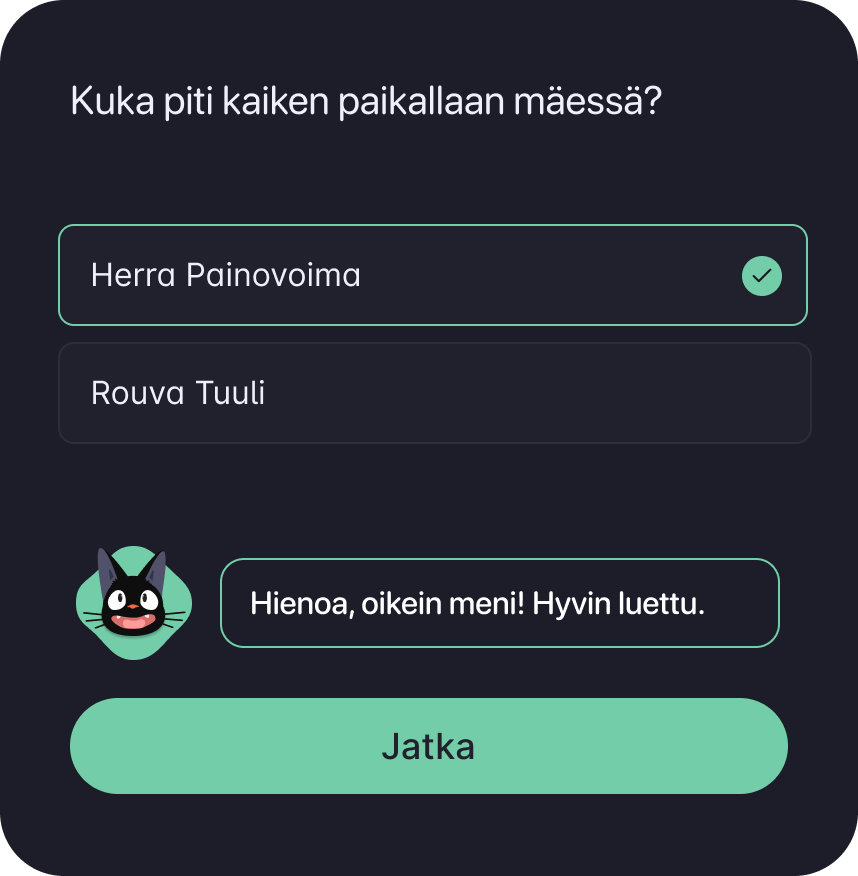 Kuka piti kaiken paikallaan mäessä?
Herra Painovoima
Rouva Tuuli
Hienoa, oikein meni! Hyvin luettu.
Jatka